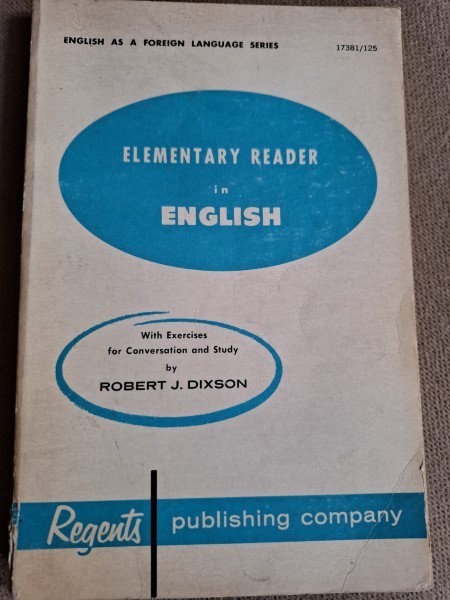 ENGLISH AS A FOREIGN LANGUAGE SERIES 17381/125
ELEMENTARY READER
in
ENGLISH
With Exercises
for Conversation and Study
by
ROBERT J. DIXSON
Regents publishing company